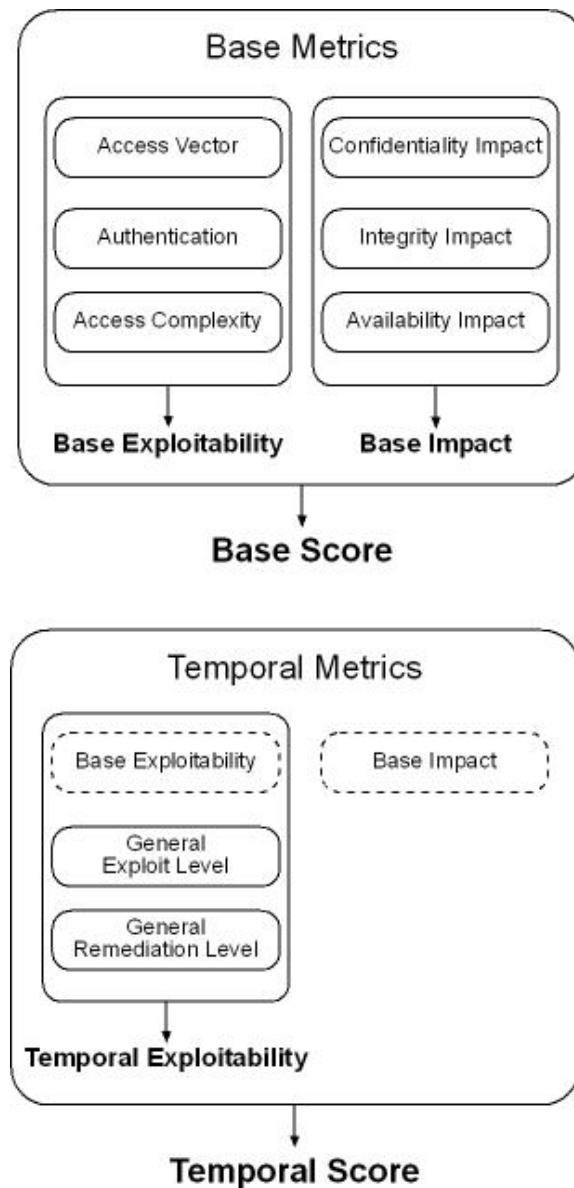 Base Metrics
Access Vector
Authentication
Access Complexity
Base Exploitability
Confidentiality Impact
Integrity Impact
Availability Impact
Base Impact
Base Score
Temporal Metrics
Base Exploitability
General
Exploit Level
General
Remediation Level
Temporal Exploitability
Base Impact
Temporal Score